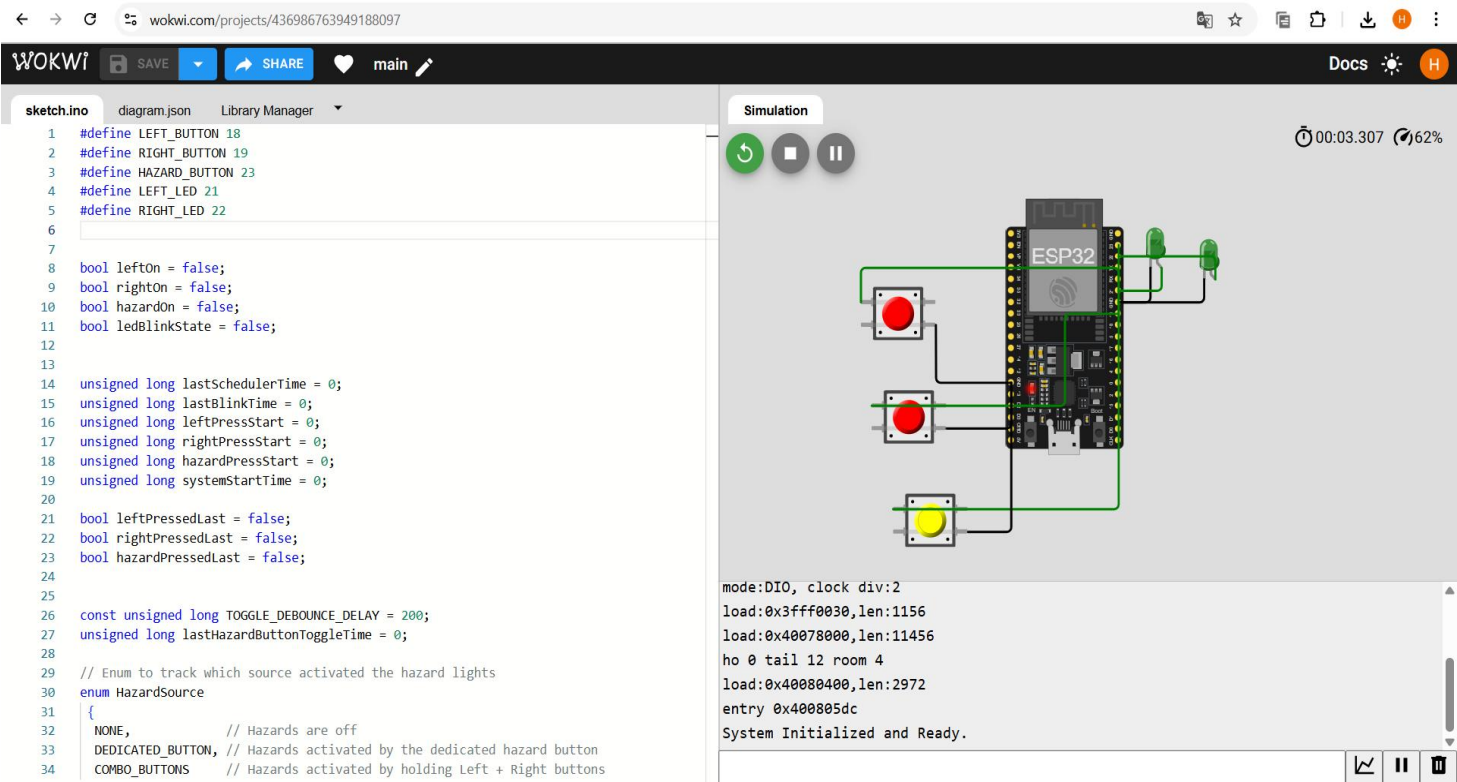 wokwi.com/projects/436986763949188097
H
WOKWI SAVE SHARE main Docs H
sketch.ino diagram.json Library Manager
1 #define LEFT_BUTTON 18
2 #define RIGHT_BUTTON 19
3 #define HAZARD_BUTTON 23
4 #define LEFT_LED 21
5 #define RIGHT_LED 22
6
7
8 bool leftOn = false;
9 bool rightOn = false;
10 bool hazardOn = false;
11 bool ledBlinkState = false;
12
13
14 unsigned long lastSchedulerTime = 0;
15 unsigned long lastBlinkTime = 0;
16 unsigned long leftPressStart = 0;
17 unsigned long rightPressStart = 0;
18 unsigned long hazardPressStart = 0;
19 unsigned long systemStartTime = 0;
20
21 bool leftPressedLast = false;
22 bool rightPressedLast = false;
23 bool hazardPressedLast = false;
24
25
26 const unsigned long TOGGLE_DEBOUNCE_DELAY = 200;
27 unsigned long lastHazardButtonToggleTime = 0;
28
29 // Enum to track which source activated the hazard lights
30 enum HazardSource
31 {
32 NONE, // Hazards are off
33 DEDICATED_BUTTON, // Hazards activated by the dedicated hazard button
34 COMBO_BUTTONS // Hazards activated by holding Left + Right buttons
Simulation
00:03.307 62%
ESP32
EN Boot
mode:DIO, clock div:2
load:0x3fff0030,len:1156
load:0x40078000,len:11456
ho 0 tail 12 room 4
load:0x40080400,len:2972
entry 0x400805dc
System Initialized and Ready.